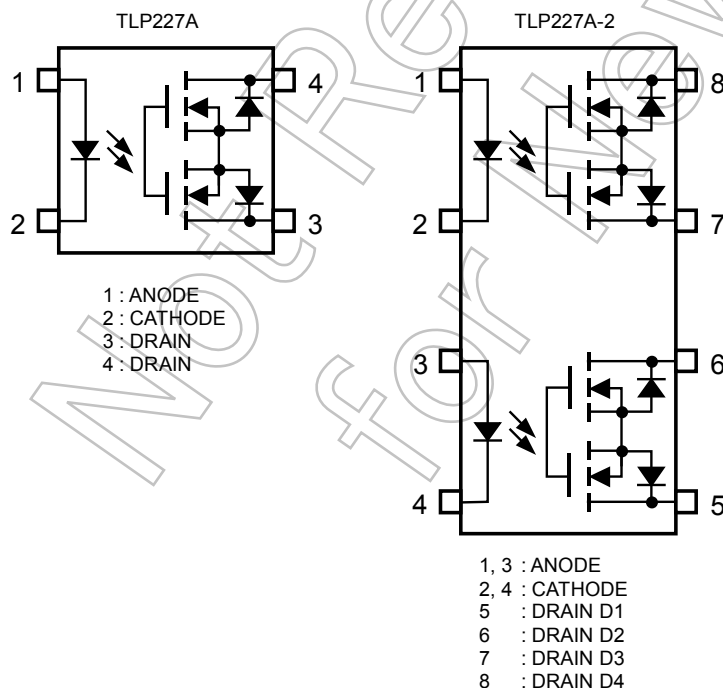 TLP227A
1
4
2
3
1 : ANODE
2 : CATHODE
3 : DRAIN
4 : DRAIN
TLP227A-2
1
8
2
7
3
6
4
5
1, 3 : ANODE
2, 4 : CATHODE
5 : DRAIN D1
6 : DRAIN D2
7 : DRAIN D3
8 : DRAIN D4
Not Re
for New